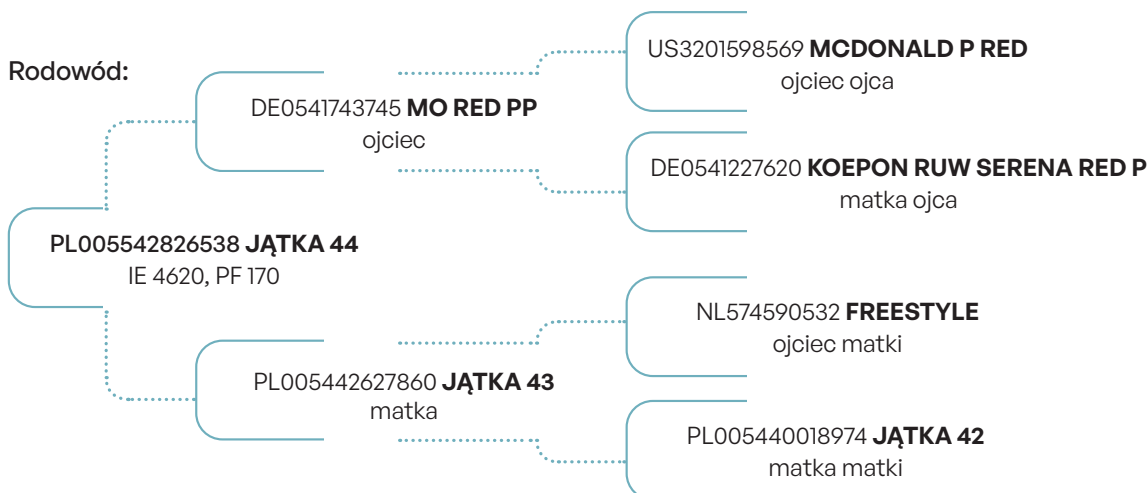 Rodowód:
US3201598569 MCDONALD P RED
ojciec ojca
DE0541743745 MO RED PP
ojciec
DE0541227620 KOEPON RUW SERENA RED P
matka ojca
PL005542826538 JĄTKA 44
IE 4620, PF 170
NL574590532 FREESTYLE
ojciec matki
PL005442627860 JĄTKA 43
matka
PL005440018974 JĄTKA 42
matka matki